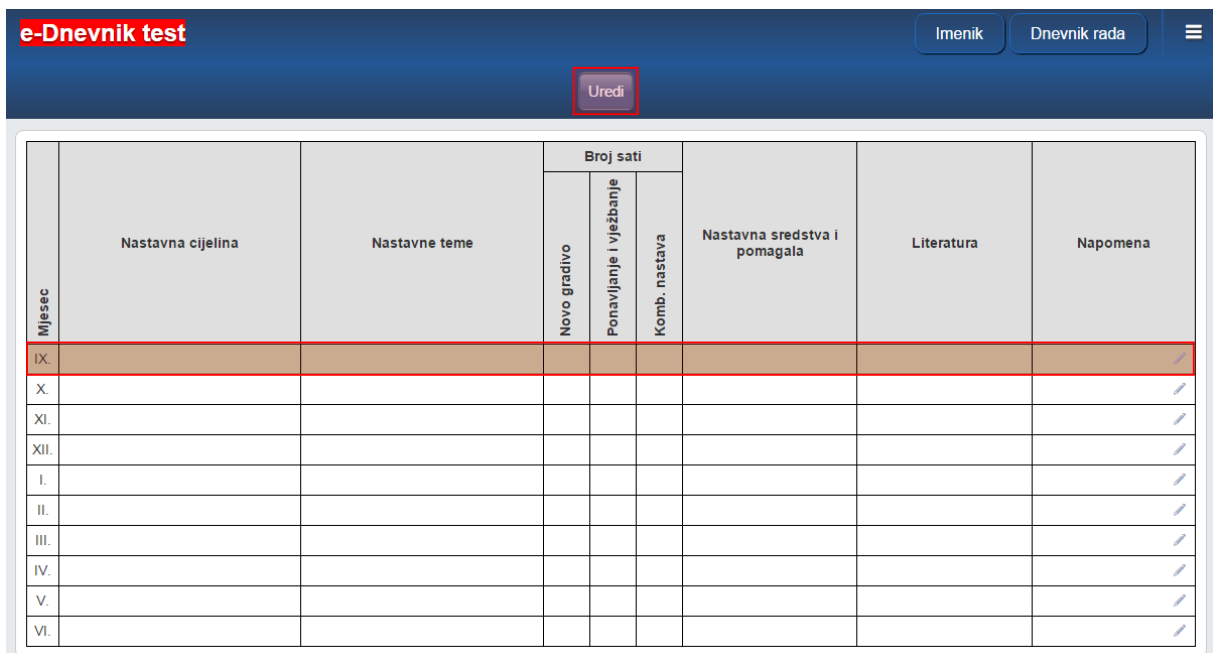 e-Dnevnik test
Imenik
Dnevnik rada
Uredi
Mjesec
Nastavna cijelina
Nastavne teme
Broj sati
Novo gradivo
Ponavljanje i vježbanje
Komb. nastava
Nastavna sredstva i
pomagala
Literatura
Napomena
IX.
X.
XI.
XII.
I.
II.
III.
IV.
V.
VI.